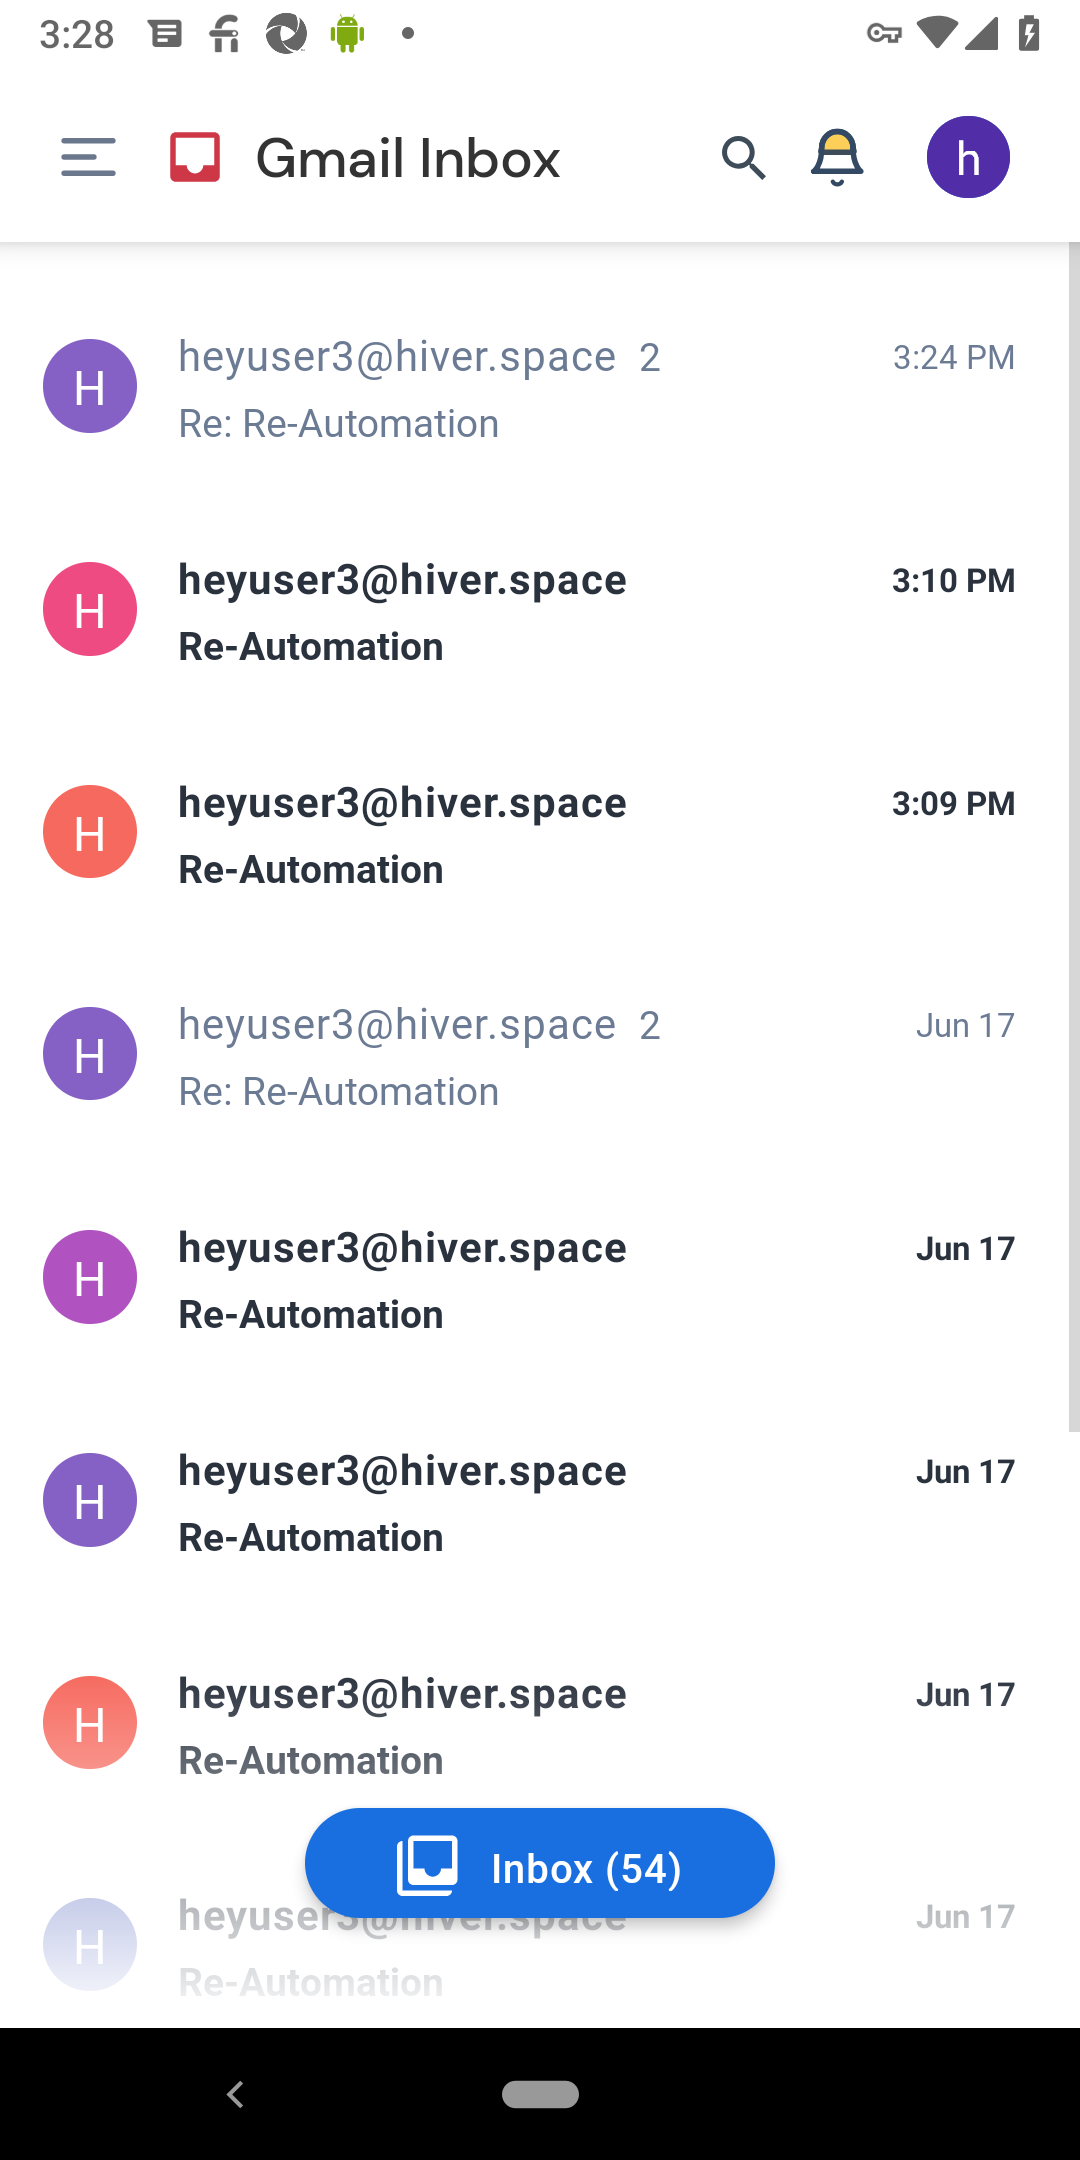 3:28
Gmail Inbox
h
H
heyuser3@hiver.space 2
3:24 PM
Re: Re-Automation
H
heyuser3@hiver.space
3:10 PM
Re-Automation
H
heyuser3@hiver.space
3:09 PM
Re-Automation
H
heyuser3@hiver.space 2
Jun 17
Re: Re-Automation
H
heyuser3@hiver.space
Jun 17
Re-Automation
H
heyuser3@hiver.space
Jun 17
Re-Automation
H
heyuser3@hiver.space
Jun 17
Re-Automation
Inbox (54)
H
heyuser3@hiver.space
Jun 17
Re-Automation